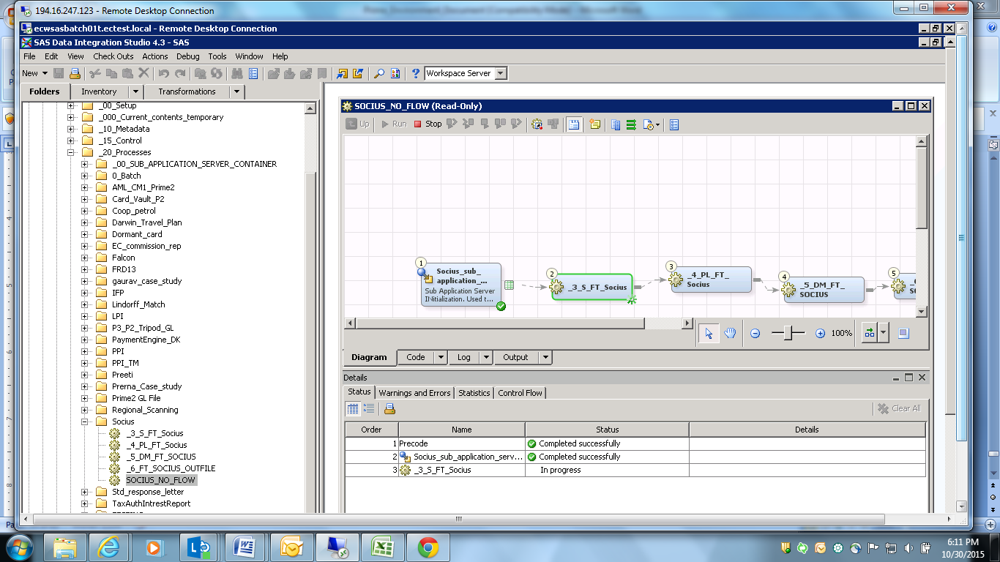 194.16.247.123 - Remote Desktop Connection
ecwsasbatch01t.ectest.local - Remote Desktop Connection
SAS Data Integration Studio 4.3 - SAS
File Edit View Check Outs Actions Debug Tools Window Help
New Workspace Server
Folders Inventory Transformations
_00_Setup
_000_Current_contents_temporary
_10_Metadata
_15_Control
_20_Processes
_00_SUB_APPLICATION_SERVER_CONTAINER
0_Batch
AML_CM1_Prime2
Card_Vault_P2
Coop_petrol
Darwin_Travel_Plan
Dormant_card
EC_commission_rep
Falcon
FRD13
gaurav_case_study
IFP
Lindorff_Match
LPI
P3_P2_Tripod_GL
PaymentEngine_DK
PPI
PPI_TM
Preeti
Prerna_Case_study
Prime2 GL File
Regional_Scanning
Socius
_3_S_FT_Socius
_4_PL_FT_Socius
_5_DM_FT_SOCIUS
_6_FT_SOCIUS_OUTFILE
SOCIUS_NO_FLOW
Std_response_letter
TaxAuthIntrestReport
SOCIUS_NO_FLOW (Read-Only)
Up Run Stop
1
Socius_sub_
application_...
Sub Application Server
INitialization. Used t...
2
_3_S_FT_Socius
3
_4_PL_FT_
Socius
4
_5_DM_FT_
SOCIUS
5
100%
Diagram Code Log Output
Details
Status Warnings and Errors Statistics Control Flow
Clear All
Order Name Status Details
1 Precode Completed successfully
2 Socius_sub_application_serv... Completed successfully
3 _3_S_FT_Socius In progress
6:11 PM
10/30/2015